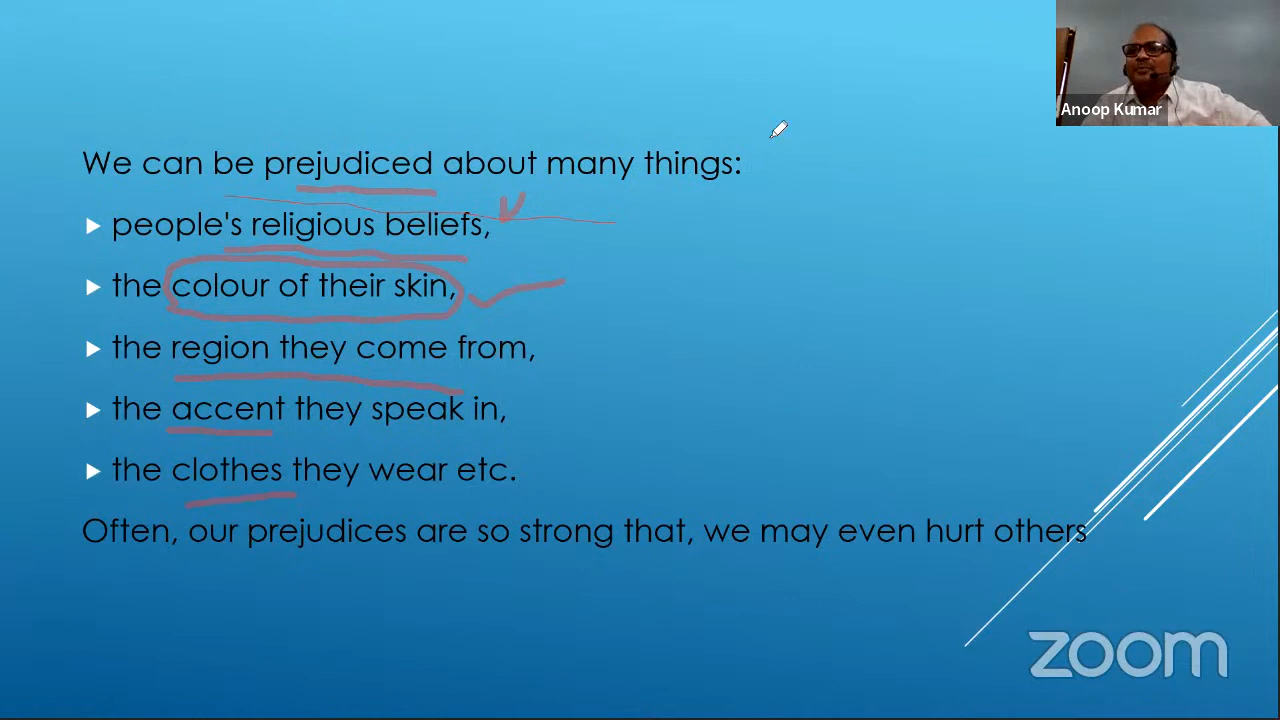 Anoop Kumar
We can be prejudiced about many things:
people's religious beliefs,
the colour of their skin,
the region they come from,
the accent they speak in,
the clothes they wear etc.
Often, our prejudices are so strong that, we may even hurt others
zoom